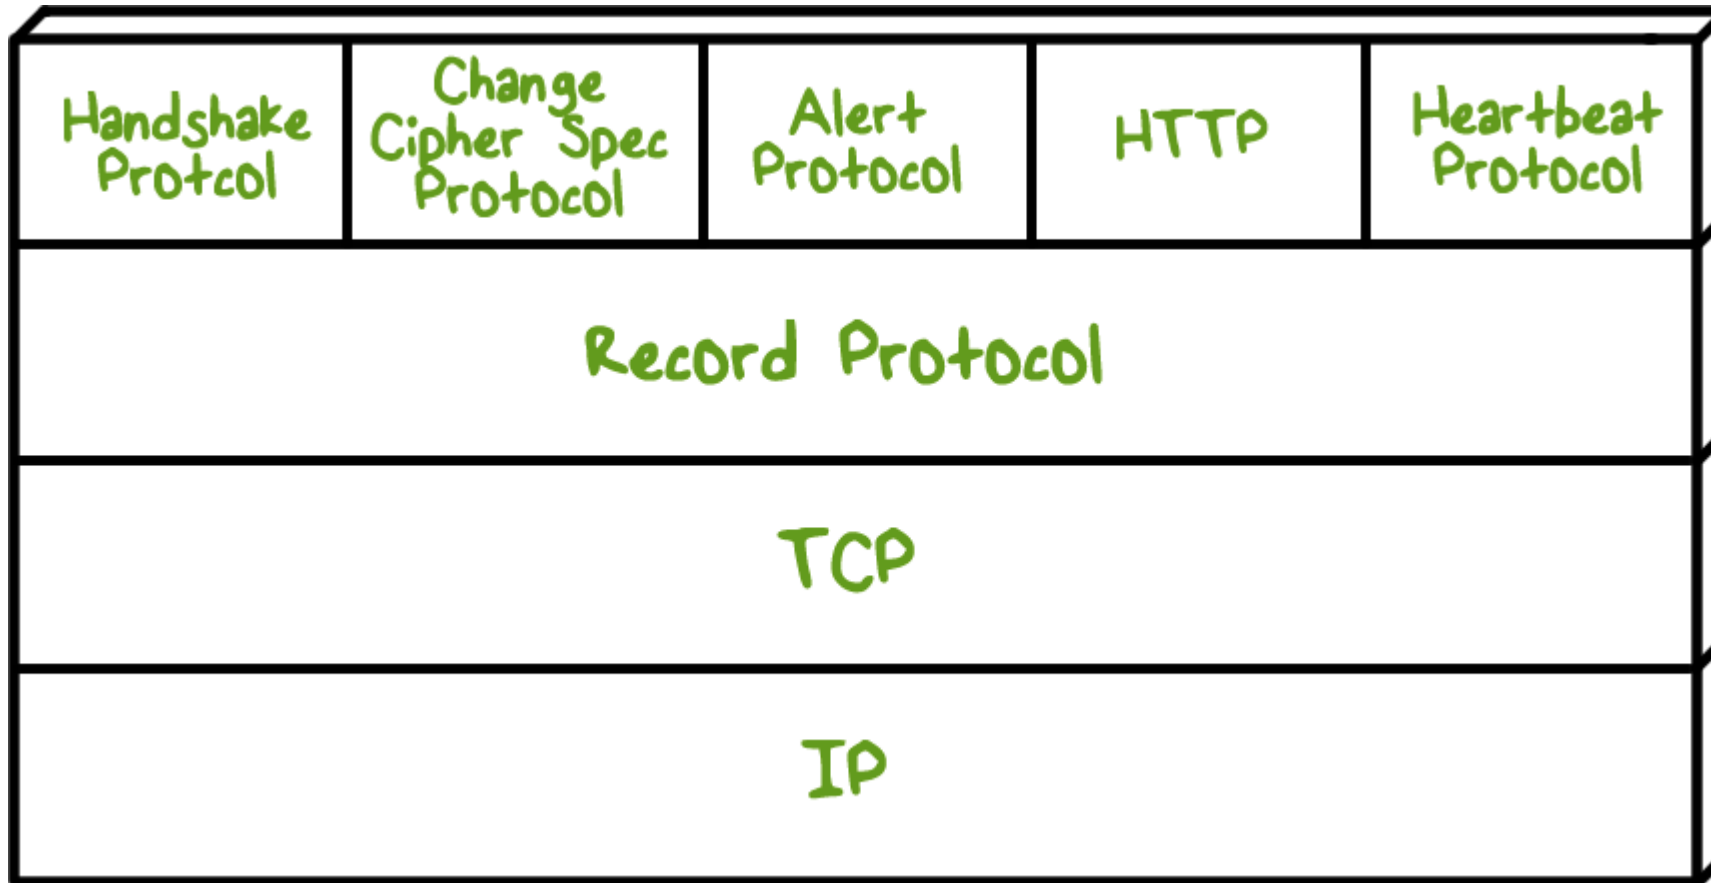 Handshake
Protcol
Change
Cipher Spec
Protocol
Alert
Protocol
HTTP
Heartbeat
Protocol
Record Protocol
TCP
IP